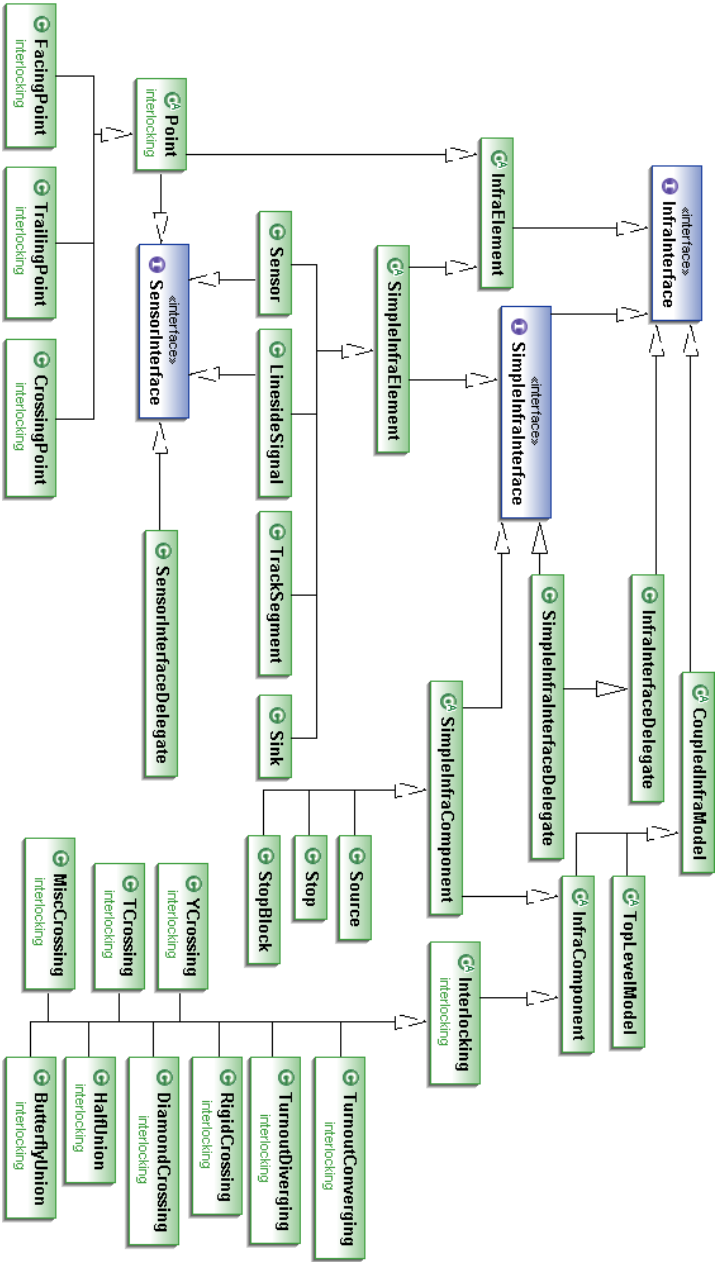 «interface»
InfraInterface
CoupledInfraModel
InfraInterfaceDelegate
TopLevelModel
InfraElement
«interface»
SimpleInfraInterface
SimpleInfraInterfaceDelegate
InfraComponent
SimpleInfraElement
SimpleInfraComponent
Interlocking
interlocking
Sensor
LinesideSignal
TrackSegment
Sink
Source
Stop
StopBlock
Point
interlocking
«interface»
SensorInterface
SensorInterfaceDelegate
YCrossing
interlocking
TCrossing
interlocking
MiscCrossing
interlocking
TurnoutConverging
interlocking
TurnoutDiverging
interlocking
RigidCrossing
interlocking
DiamondCrossing
interlocking
HalfUnion
interlocking
ButterflyUnion
interlocking
FacingPoint
interlocking
TrailingPoint
interlocking
CrossingPoint
interlocking